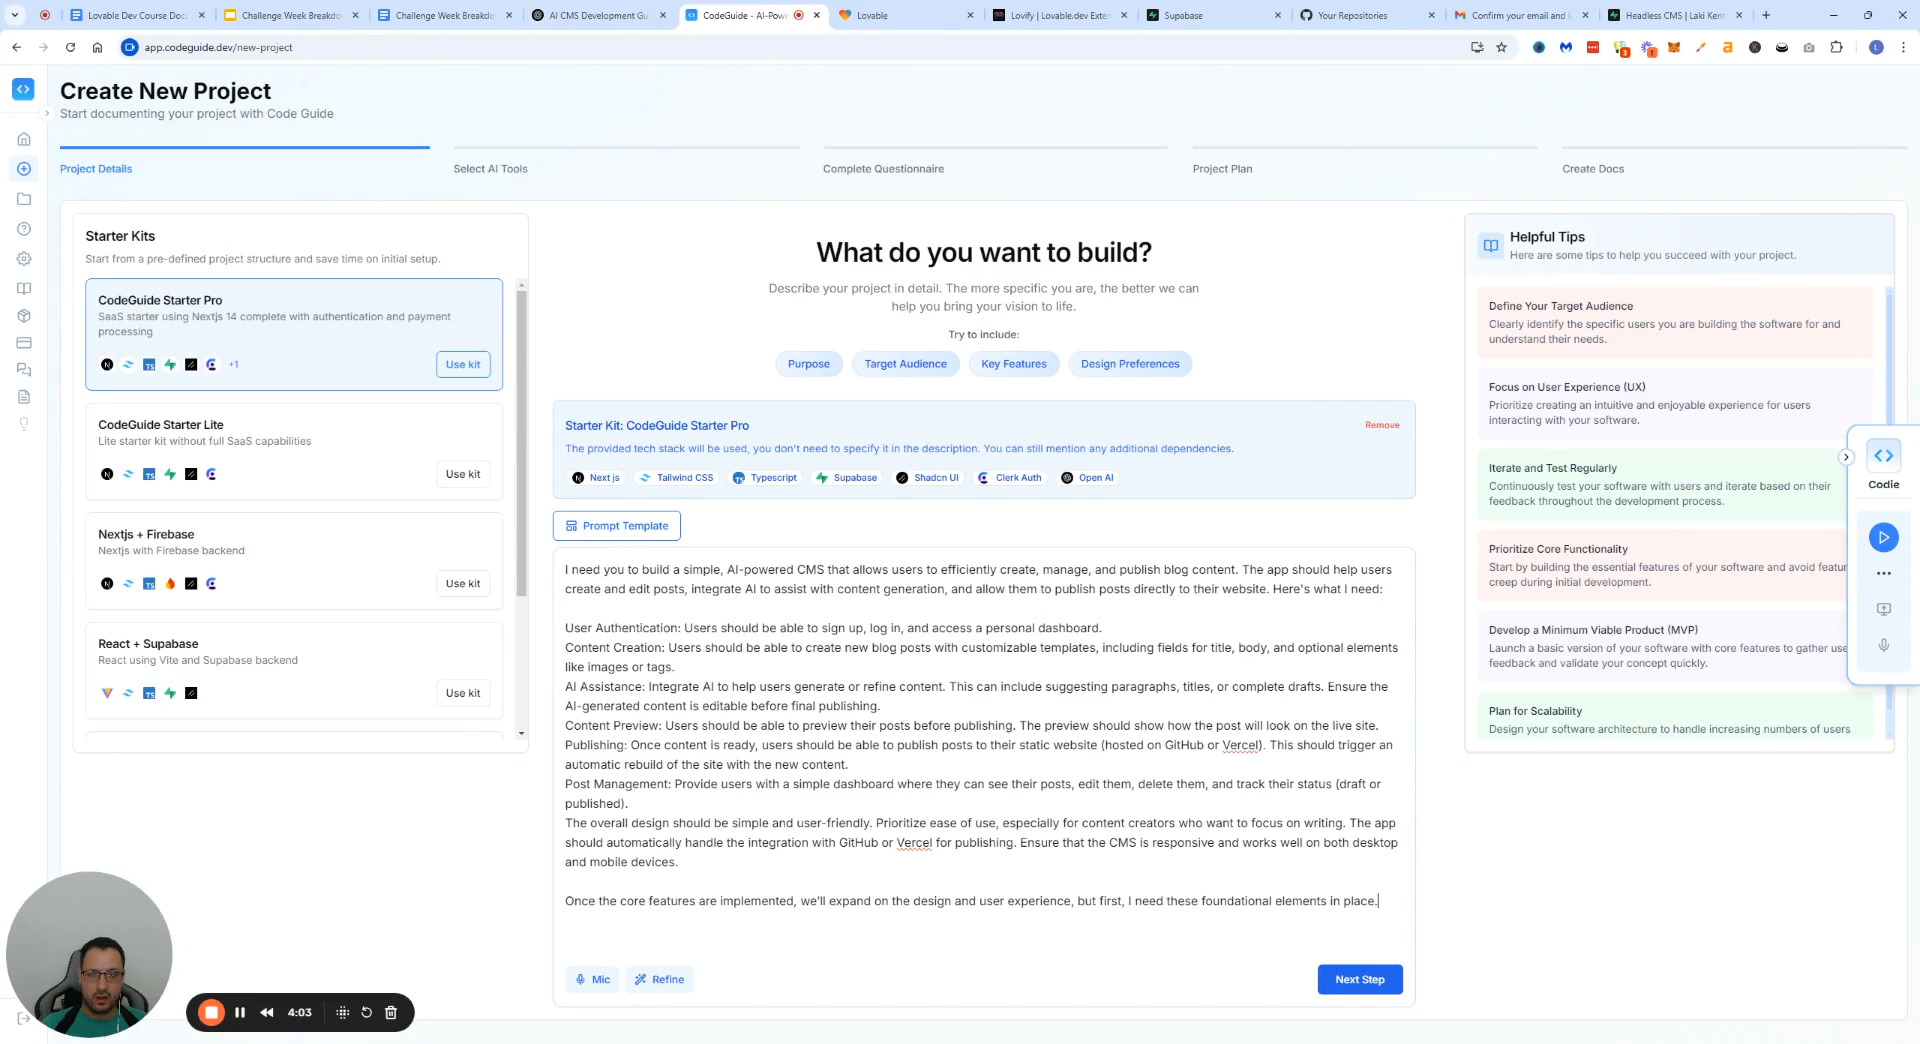 Lovable Dev Course Doc
Challenge Week Breakdo
Challenge Week Breakdo
AI CMS Development Gu
CodeGuide - AI-Pow
Lovable
Lovify | Lovable.dev Exten
Supabase
Your Repositories
Confirm your email and
Headless CMS | Laki Kent
app.codeguide.dev/new-project
3
1
L
Create New Project
Start documenting your project with Code Guide
Project Details
Select AI Tools
Complete Questionnaire
Project Plan
Create Docs
Starter Kits
Start from a pre-defined project structure and save time on initial setup.
CodeGuide Starter Pro
SaaS starter using Nextjs 14 complete with authentication and payment
processing
+1
Use kit
CodeGuide Starter Lite
Lite starter kit without full SaaS capabilities
Use kit
Nextjs + Firebase
Nextjs with Firebase backend
Use kit
React + Supabase
React using Vite and Supabase backend
Use kit
What do you want to build?
Describe your project in detail. The more specific you are, the better we can
help you bring your vision to life.
Try to include:
Purpose
Target Audience
Key Features
Design Preferences
Starter Kit: CodeGuide Starter Pro
Remove
The provided tech stack will be used, you don't need to specify it in the description. You can still mention any additional dependencies.
Next js
Tailwind CSS
Typescript
Supabase
Shadcn UI
Clerk Auth
Open AI
Prompt Template
I need you to build a simple, AI-powered CMS that allows users to efficiently create, manage, and publish blog content. The app should help users
create and edit posts, integrate AI to assist with content generation, and allow them to publish posts directly to their website. Here's what I need:
User Authentication: Users should be able to sign up, log in, and access a personal dashboard.
Content Creation: Users should be able to create new blog posts with customizable templates, including fields for title, body, and optional elements
like images or tags.
AI Assistance: Integrate AI to help users generate or refine content. This can include suggesting paragraphs, titles, or complete drafts. Ensure the
AI-generated content is editable before final publishing.
Content Preview: Users should be able to preview their posts before publishing. The preview should show how the post will look on the live site.
Publishing: Once content is ready, users should be able to publish posts to their static website (hosted on GitHub or Vercel). This should trigger an
automatic rebuild of the site with the new content.
Post Management: Provide users with a simple dashboard where they can see their posts, edit them, delete them, and track their status (draft or
published).
The overall design should be simple and user-friendly. Prioritize ease of use, especially for content creators who want to focus on writing. The app
should automatically handle the integration with GitHub or Vercel for publishing. Ensure that the CMS is responsive and works well on both desktop
and mobile devices.
Once the core features are implemented, we'll expand on the design and user experience, but first, I need these foundational elements in place.
Mic
Refine
Next Step
Helpful Tips
Here are some tips to help you succeed with your project.
Define Your Target Audience
Clearly identify the specific users you are building the software for and
understand their needs.
Focus on User Experience (UX)
Prioritize creating an intuitive and enjoyable experience for users
interacting with your software.
Iterate and Test Regularly
Continuously test your software with users and iterate based on their
feedback throughout the development process.
Prioritize Core Functionality
Start by building the essential features of your software and avoid featur
creep during initial development.
Develop a Minimum Viable Product (MVP)
Launch a basic version of your software with core features to gather use
feedback and validate your concept quickly.
Plan for Scalability
Design your software architecture to handle increasing numbers of users
Codie
4:03